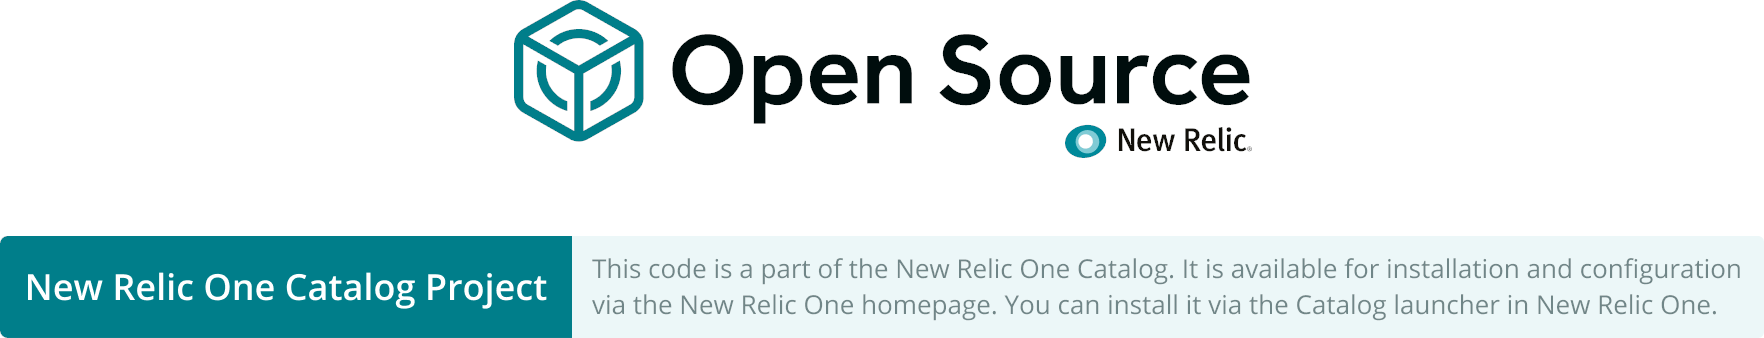 Open Source
New Relic®
New Relic One Catalog Project
This code is a part of the New Relic One Catalog. It is available for installation and configuration
via the New Relic One homepage. You can install it via the Catalog launcher in New Relic One.